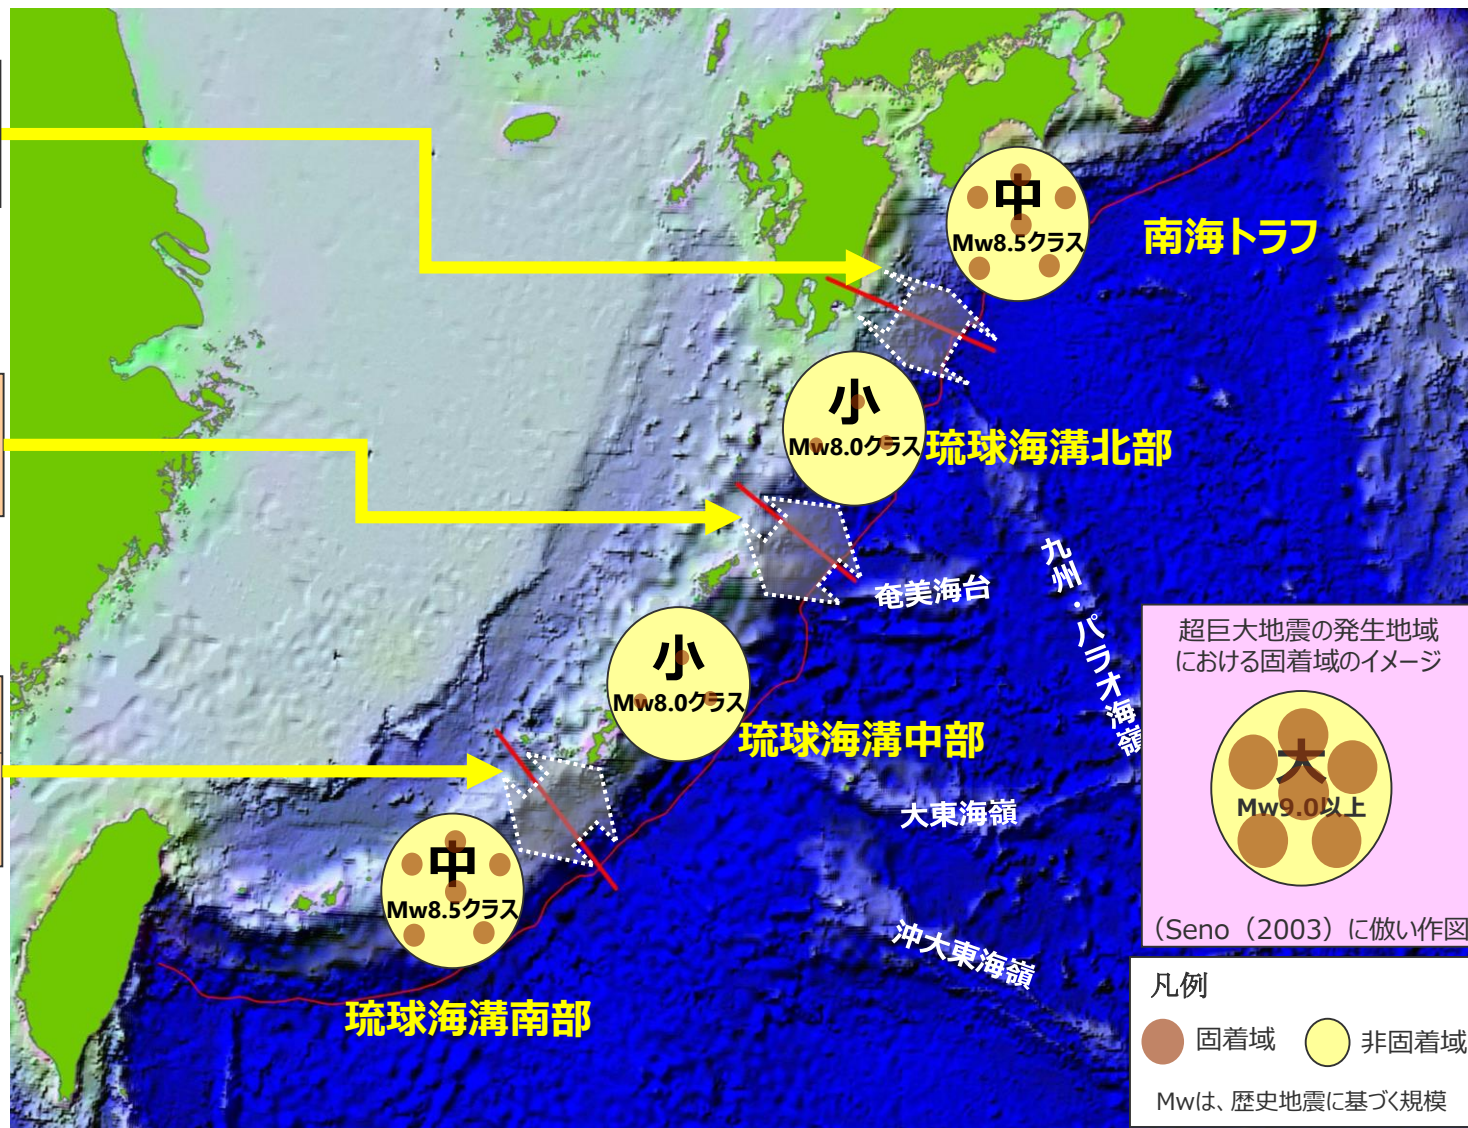 中
Mw8.5クラス
南海トラフ
小
Mw8.0クラス
琉球海溝北部
九州・パラオ海嶺
奄美海台
小
Mw8.0クラス
琉球海溝中部
大東海嶺
中
Mw8.5クラス
沖大東海嶺
琉球海溝南部
超巨大地震の発生地域
における固着域のイメージ
大
Mw9.0以上
（Seno（2003）に倣い作図
凡例
固着域
非固着域
Mwは、歴史地震に基づく規模